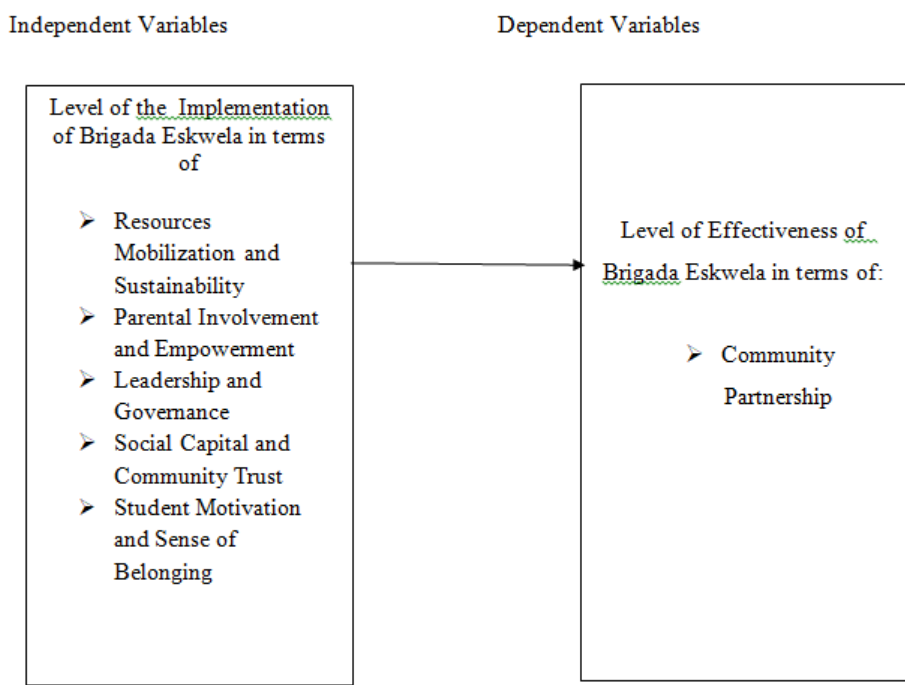 Independent Variables
Dependent Variables
Level of the Implementation
of Brigada Eskwela in terms
of
➢ Resources
Mobilization and
Sustainability
➢ Parental Involvement
and Empowerment
➢ Leadership and
Governance
➢ Social Capital and
Community Trust
➢ Student Motivation
and Sense of
Belonging
Level of Effectiveness of
Brigada Eskwela in terms of:
➢ Community
Partnership